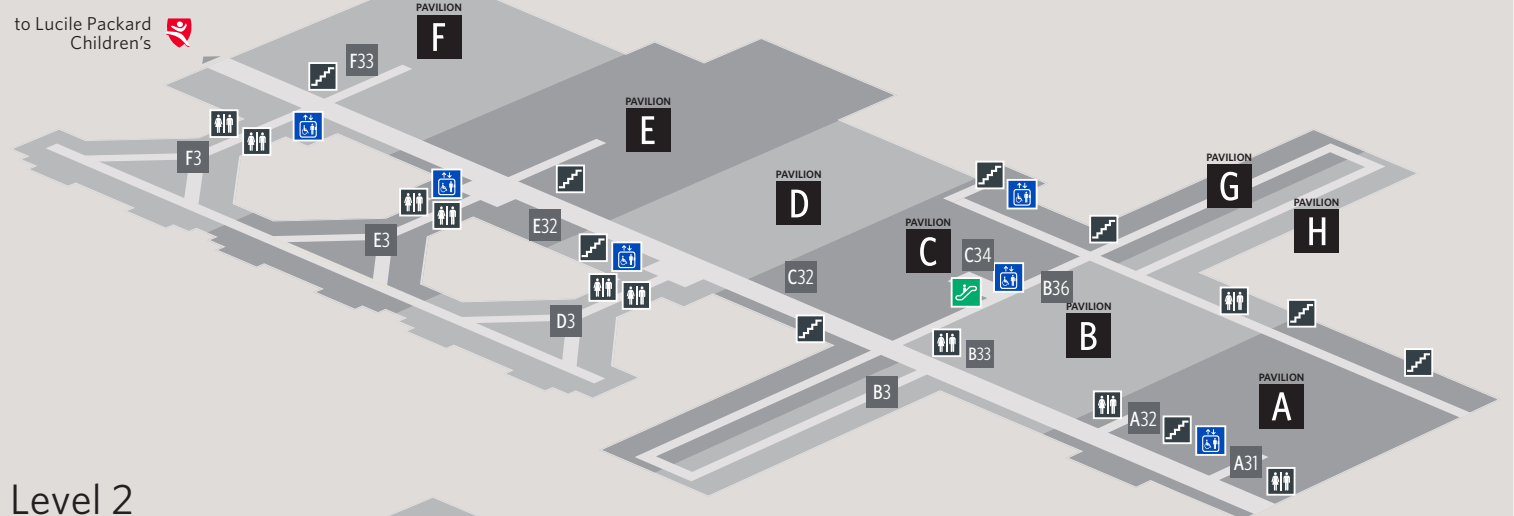 to Lucile Packard
Children's
PAVILION
F
F33
PAVILION
E
F3
PAVILION
G
PAVILION
D
PAVILION
H
E32
E3
PAVILION
C
C34
C32
B36
D3
PAVILION
B
B33
PAVILION
A
B3
A32
A31
Level 2